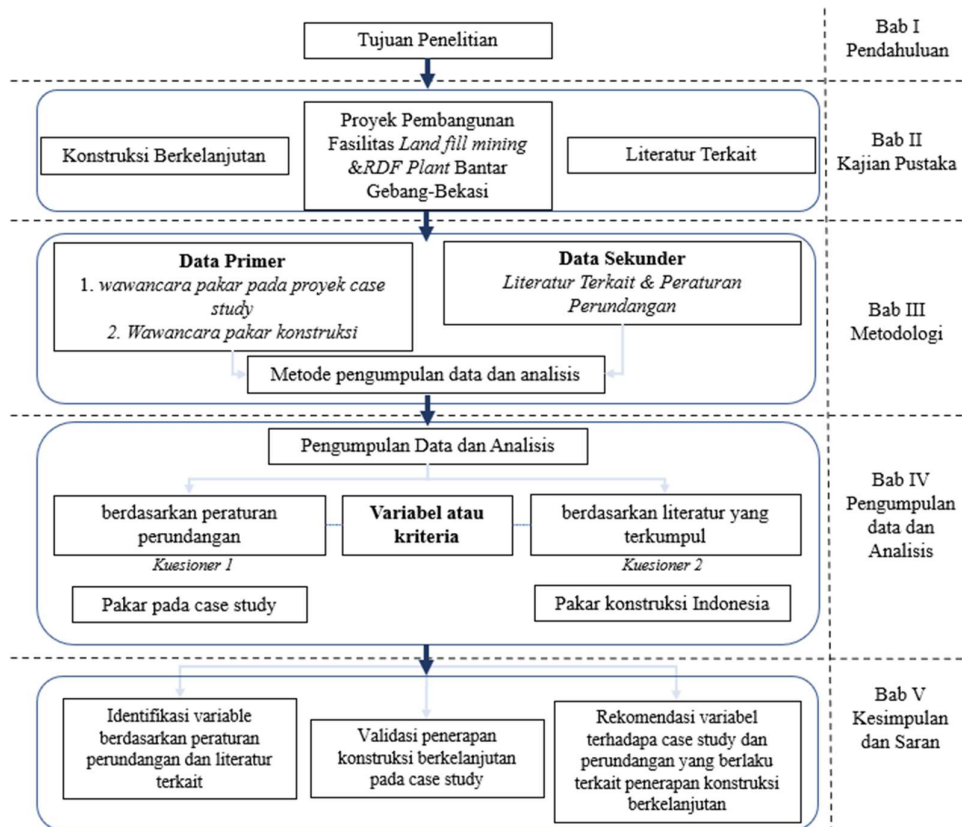 Tujuan Penelitian
Bab I
Pendahuluan
Konstruksi Berkelanjutan
Proyek Pembangunan
Fasilitas Land fill mining
&RDF Plant Bantar
Gebang-Bekasi
Literatur Terkait
Bab II
Kajian Pustaka
Data Primer
1. wawancara pakar pada proyek case
study
2. Wawancara pakar konstruksi
Data Sekunder
Literatur Terkait & Peraturan
Perundangan
Metode pengumpulan data dan analisis
Bab III
Metodologi
Pengumpulan Data dan Analisis
berdasarkan peraturan
perundangan
Kuesioner 1
Variabel atau
kriteria
berdasarkan literatur yang
terkumpul
Kuesioner 2
Pakar pada case study
Pakar konstruksi Indonesia
Bab IV
Pengumpulan
data dan
Analisis
Identifikasi variable
berdasarkan peraturan
perundangan dan literatur
terkait
Validasi penerapan
konstruksi berkelanjutan
pada case study
Rekomendasi variabel
terhadapa case study dan
perundangan yang berlaku
terkait penerapan konstruksi
berkelanjutan
Bab V
Kesimpulan
dan Saran